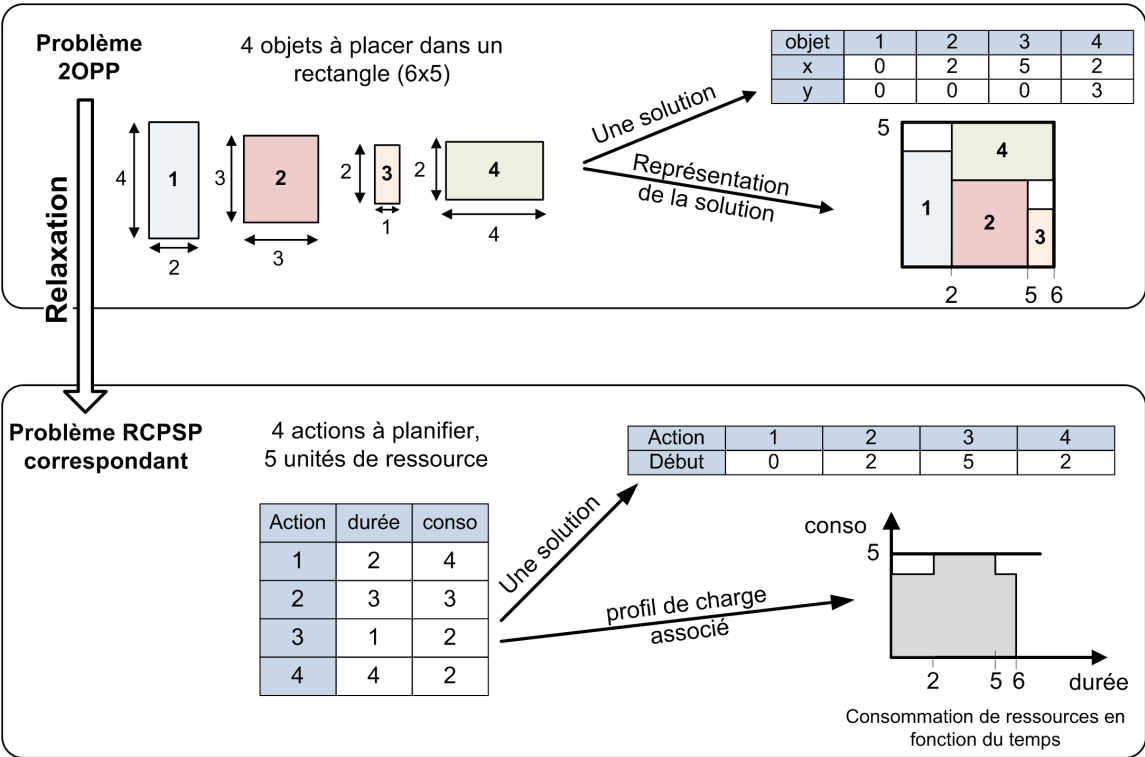 Problème
2OPP
4 objets à placer dans un
rectangle (6x5)
objet 1 2 3 4
x 0 2 5 2
y 0 0 0 3
Une solution
Représentation
de la solution
4
1
2
3
2
3
2
3
1
2
4
4
5
4
1
2
3
2 5 6
Relaxation
Problème RCPSP
correspondant
4 actions à planifier,
5 unités de ressource
Action 1 2 3 4
Début 0 2 5 2
Action durée conso
1 2 4
2 3 3
3 1 2
4 4 2
Une solution
profil de charge
associé
conso
5
2 5 6 durée
Consommation de ressources en
fonction du temps